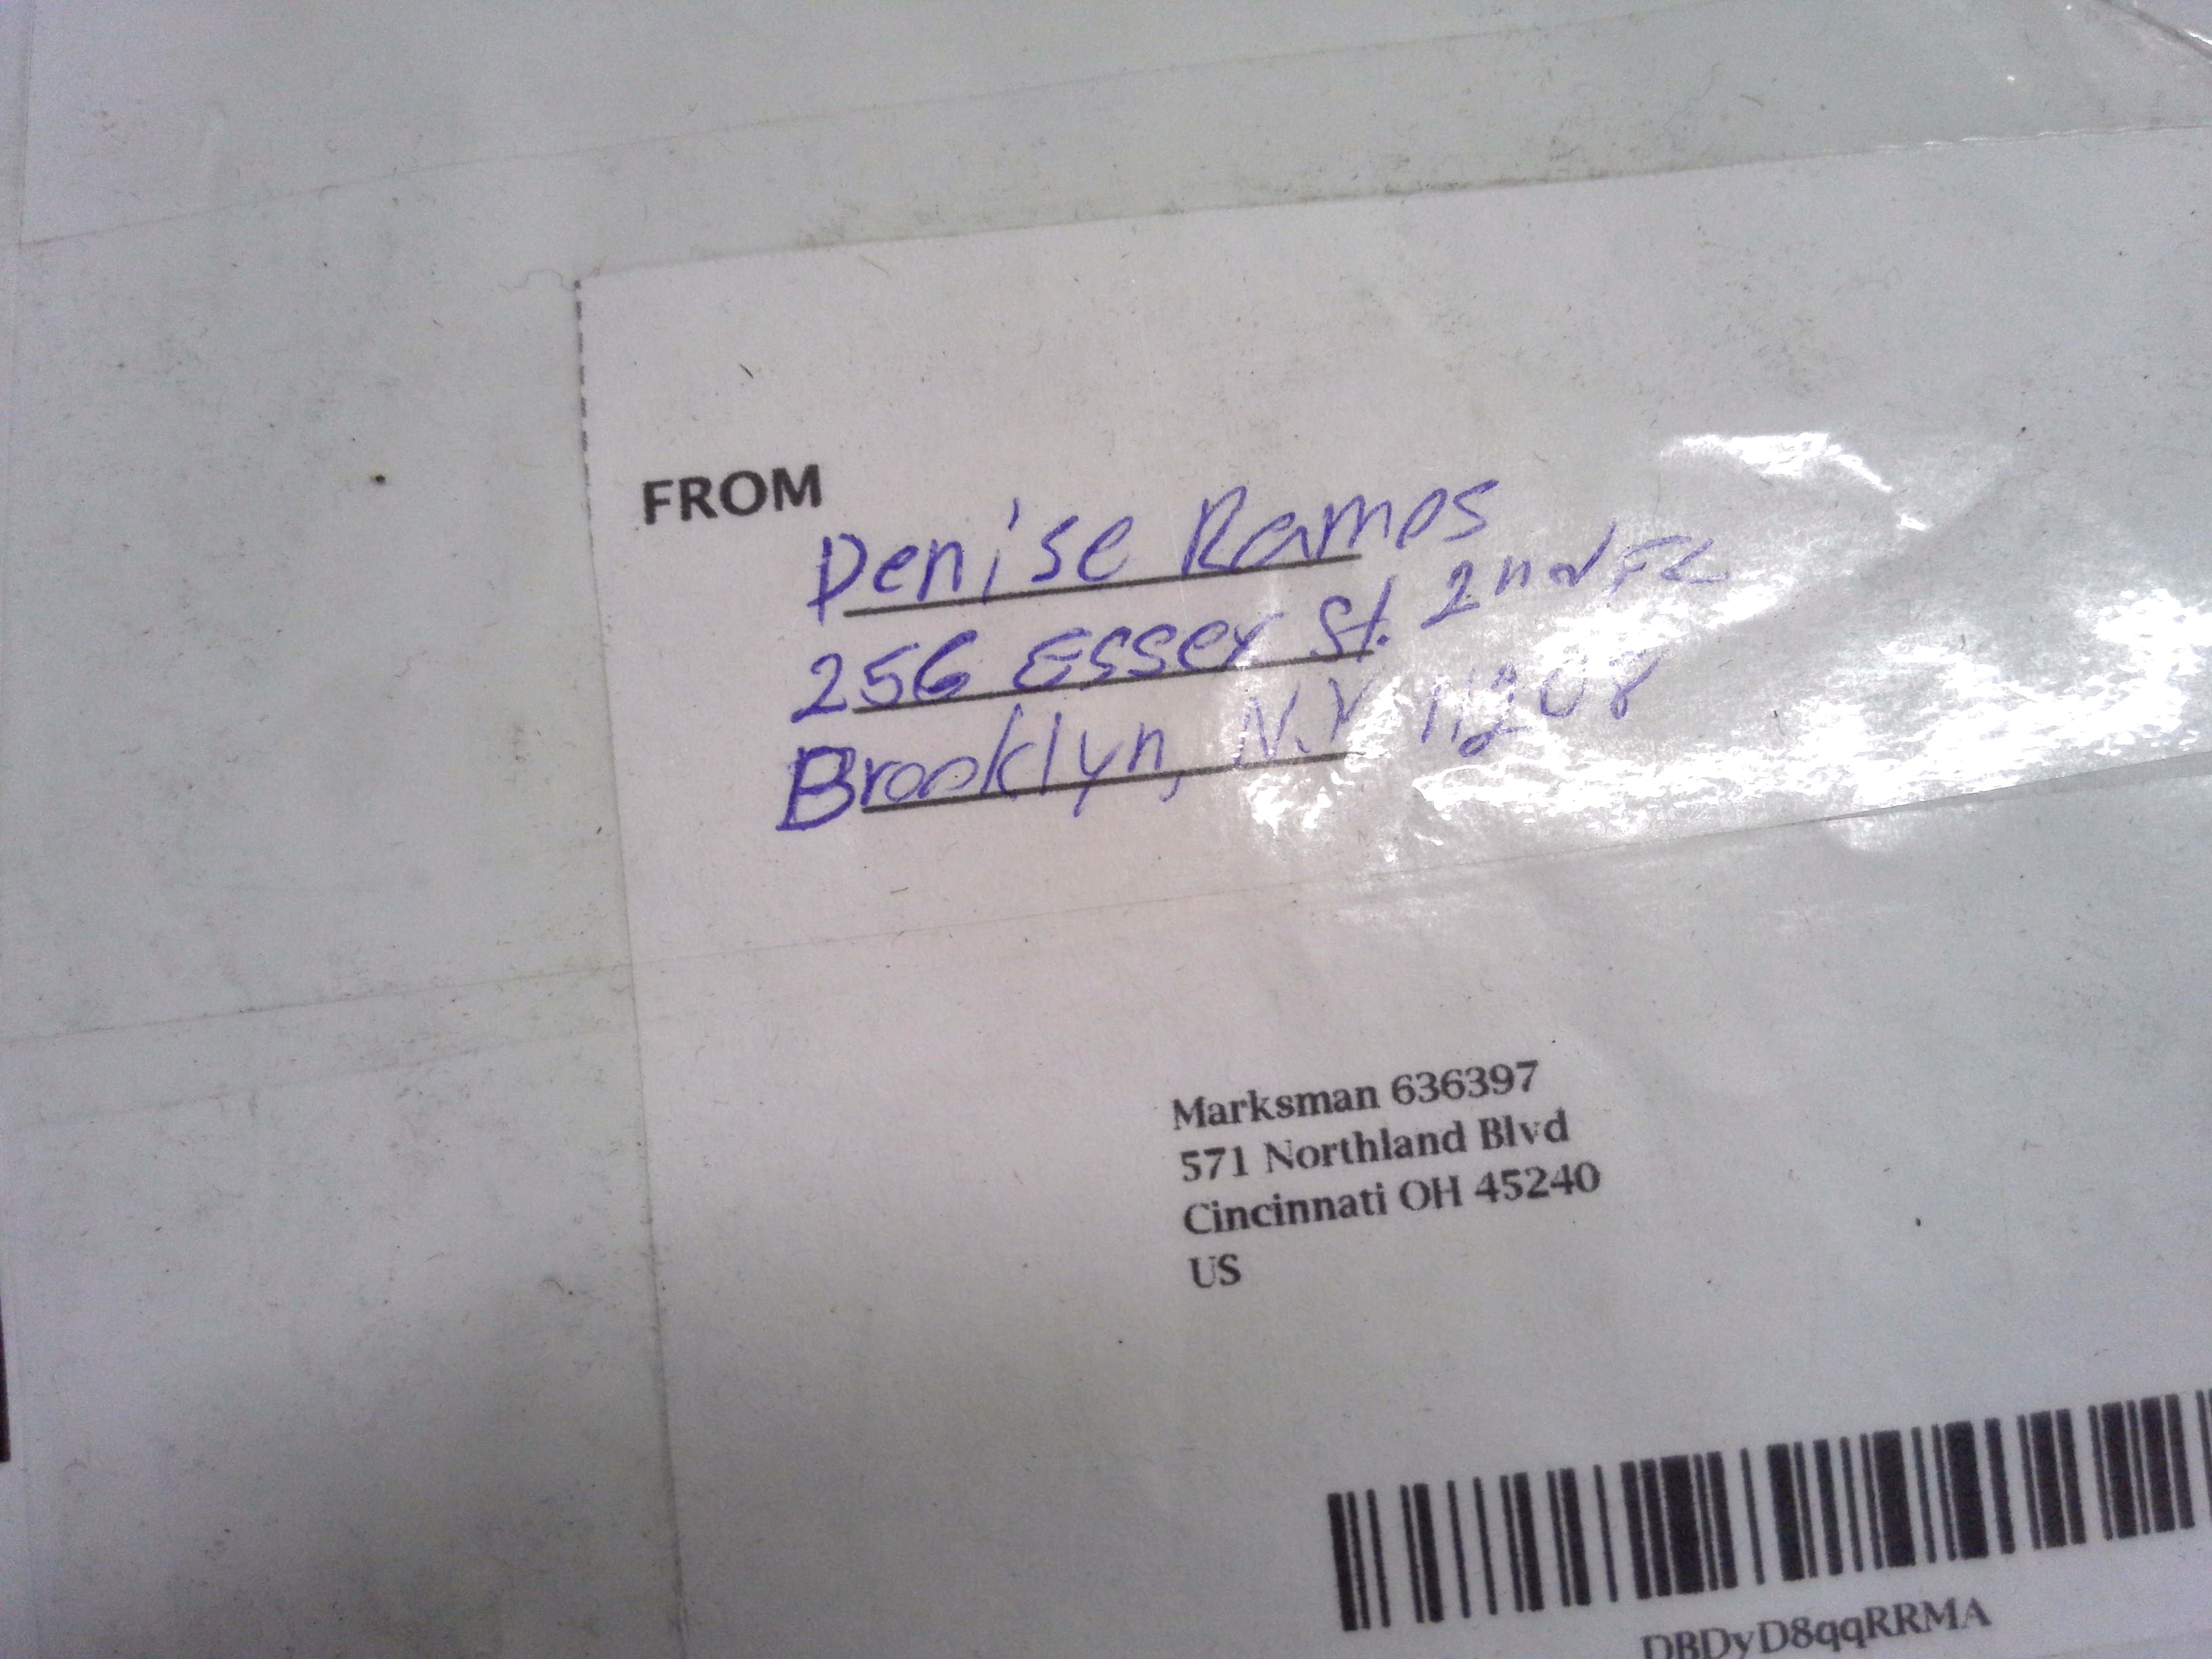 FROM
Denise Ramos
256 Essex St. 2nd FL
Brooklyn, N.Y 11208
Marksman 636397
571 Northland Blvd
Cincinnati OH 45240
US
DBDyD8qqRRMA